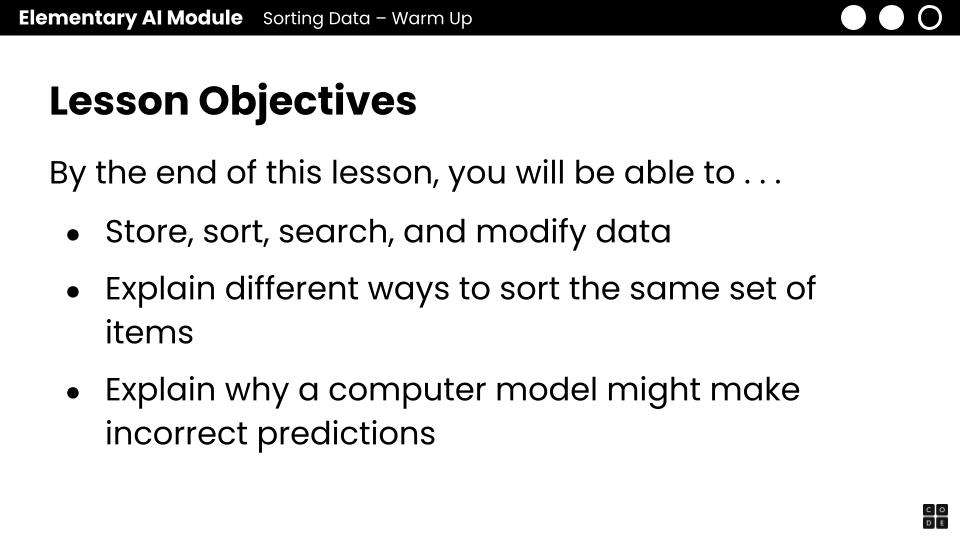 Elementary AI Module Sorting Data – Warm Up
Lesson Objectives
By the end of this lesson, you will be able to . . .
● Store, sort, search, and modify data
● Explain different ways to sort the same set of
items
● Explain why a computer model might make
incorrect predictions
C O
D E